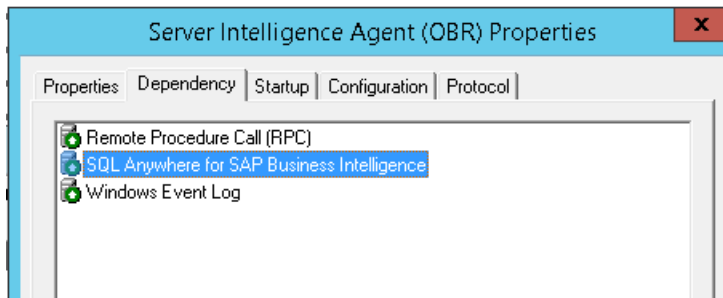 Server Intelligence Agent (OBR) Properties
x
Properties Dependency Startup Configuration Protocol
Remote Procedure Call (RPC)
SQL Anywhere for SAP Business Intelligence
Windows Event Log